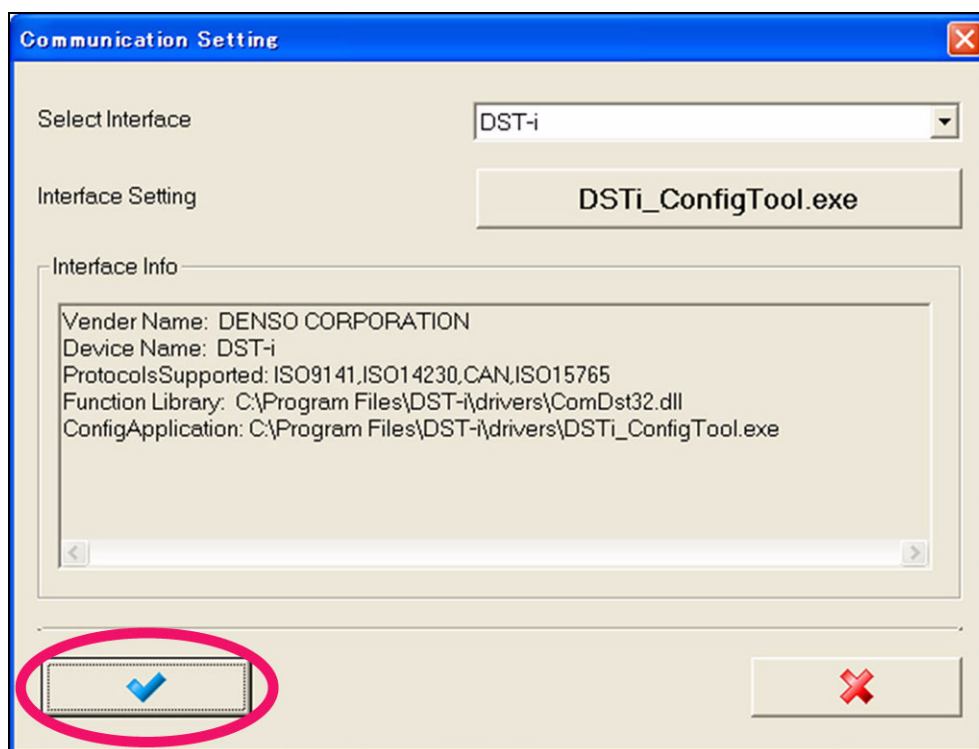 Communication Setting
Select Interface
DST-i
Interface Setting
DSTi_ConfigTool.exe
Interface Info
Vender Name: DENSO CORPORATION
Device Name: DST-i
ProtocolsSupported: ISO9141,ISO14230,CAN,ISO15765
Function Library: C:\Program Files\DST-i\drivers\ComDst32.dll
ConfigApplication: C:\Program Files\DST-i\drivers\DSTi_ConfigTool.exe